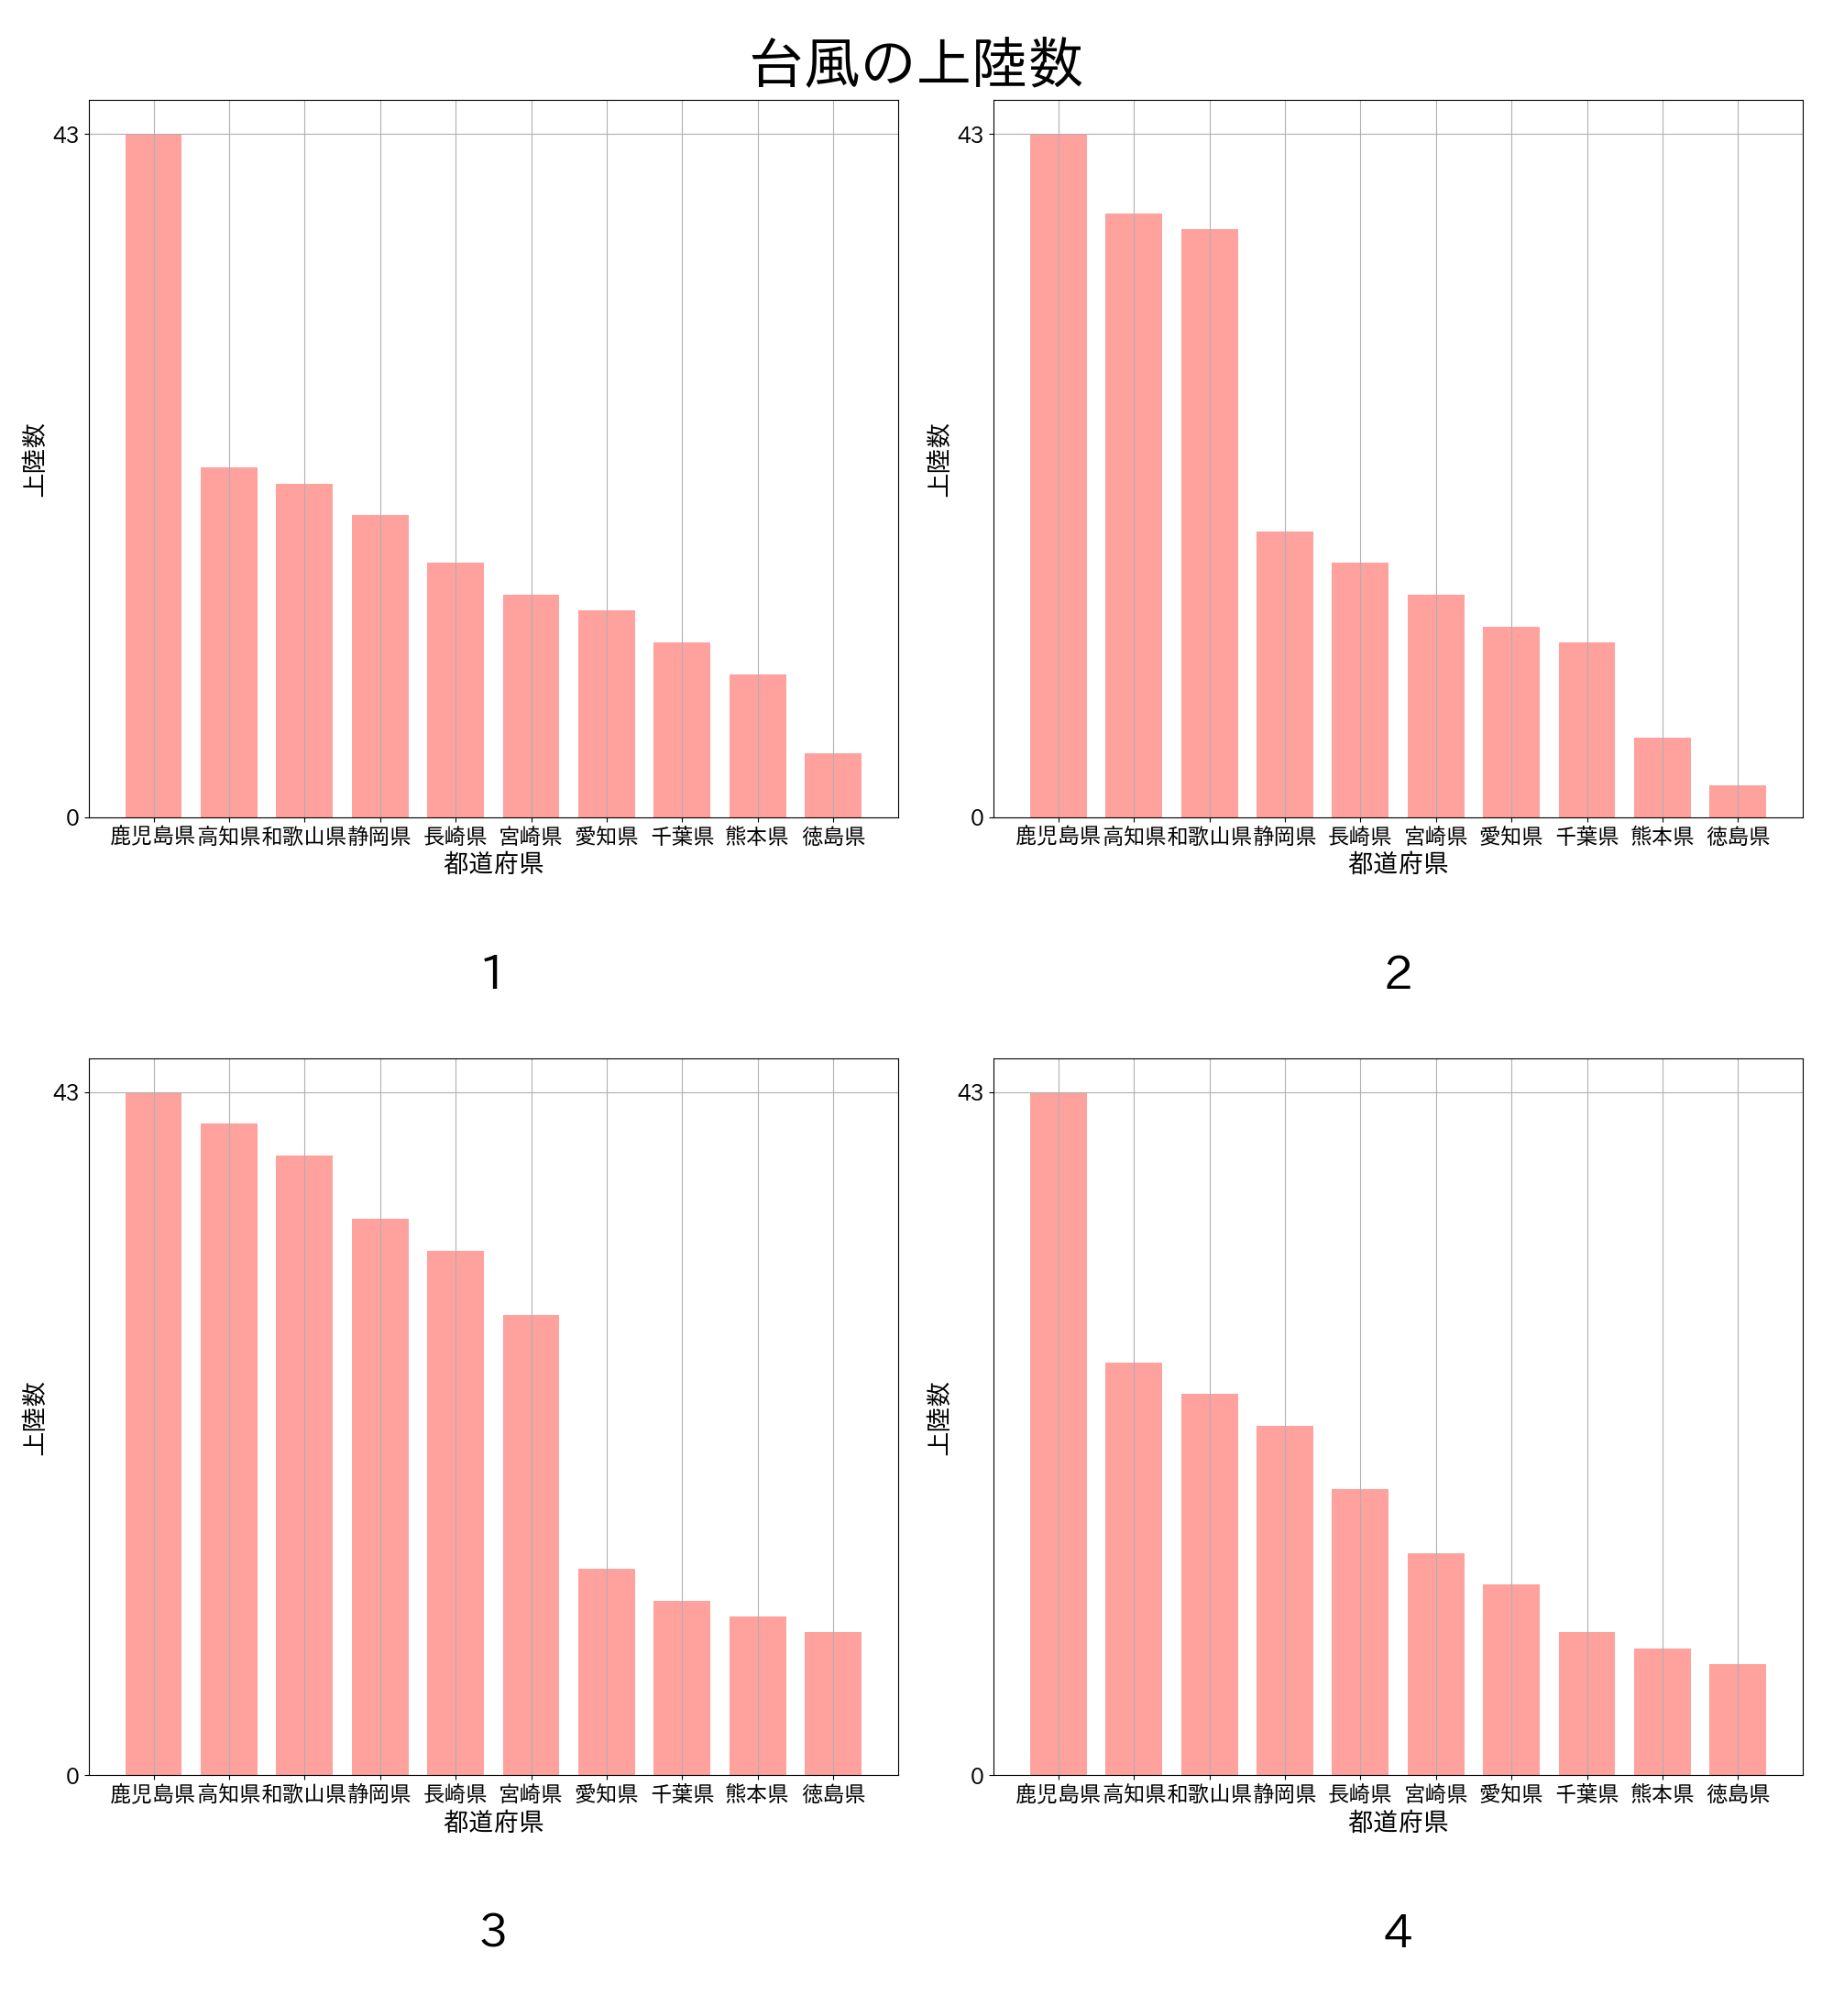 台風の上陸数
43
0
上陸数
鹿児島県 高知県 和歌山県 静岡県 長崎県 宮崎県 愛知県 千葉県 熊本県 徳島県
都道府県
1
43
0
上陸数
鹿児島県 高知県 和歌山県 静岡県 長崎県 宮崎県 愛知県 千葉県 熊本県 徳島県
都道府県
2
43
0
上陸数
鹿児島県 高知県 和歌山県 静岡県 長崎県 宮崎県 愛知県 千葉県 熊本県 徳島県
都道府県
3
43
0
上陸数
鹿児島県 高知県 和歌山県 静岡県 長崎県 宮崎県 愛知県 千葉県 熊本県 徳島県
都道府県
4